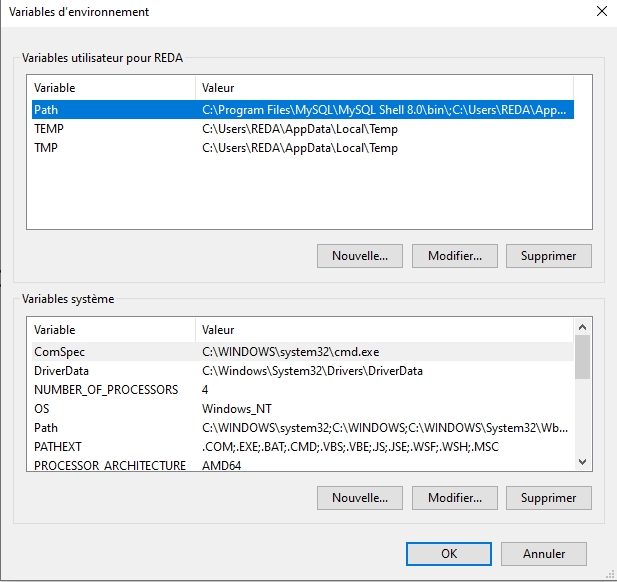 Variables d'environnement
Variables utilisateur pour REDA
Variable Valeur
Path C:\Program Files\MySQL\MySQL Shell 8.0\bin\;C:\Users\REDA\App...
TEMP C:\Users\REDA\AppData\Local\Temp
TMP C:\Users\REDA\AppData\Local\Temp
Nouvelle... Modifier... Supprimer
Variables système
Variable Valeur
ComSpec C:\WINDOWS\system32\cmd.exe
DriverData C:\Windows\System32\Drivers\DriverData
NUMBER_OF_PROCESSORS 4
OS Windows_NT
Path C:\WINDOWS\system32;C:\WINDOWS;C:\WINDOWS\System32\Wb...
PATHEXT .COM;.EXE;.BAT;.CMD;.VBS;.VBE;.JS;.JSE;.WSF;.WSH;.MSC
PROCESSOR_ARCHITECTURE AMD64
Nouvelle... Modifier... Supprimer
OK Annuler